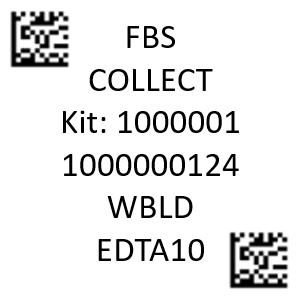 FBS
COLLECT
Kit: 1000001
1000000124
WBLD
EDTA10